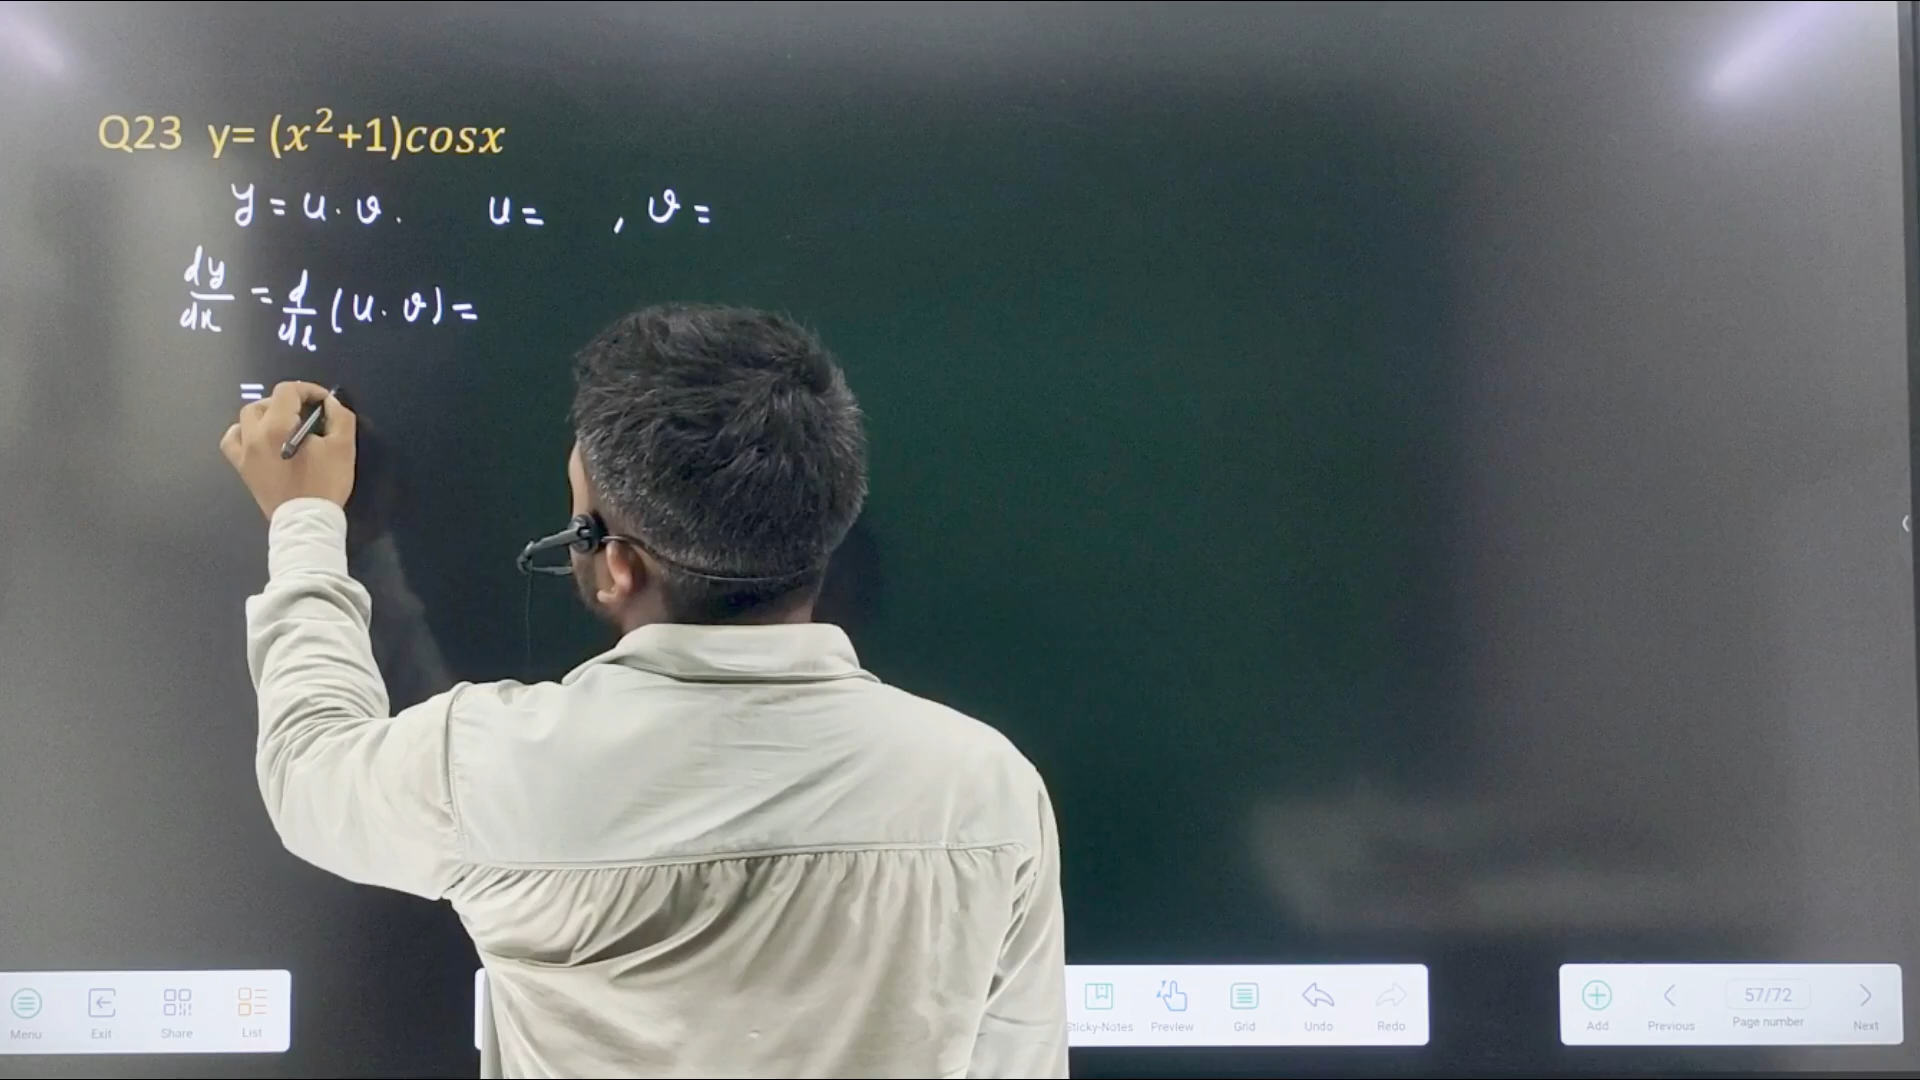 Q23 y= (x²+1)cosx
y = u · v . u = , v =
dy/dx = d/dx (u · v) =
=
Menu Exit Share List
Sticky-Notes Preview Grid Undo Redo
Add Previous 57/72 Page number Next